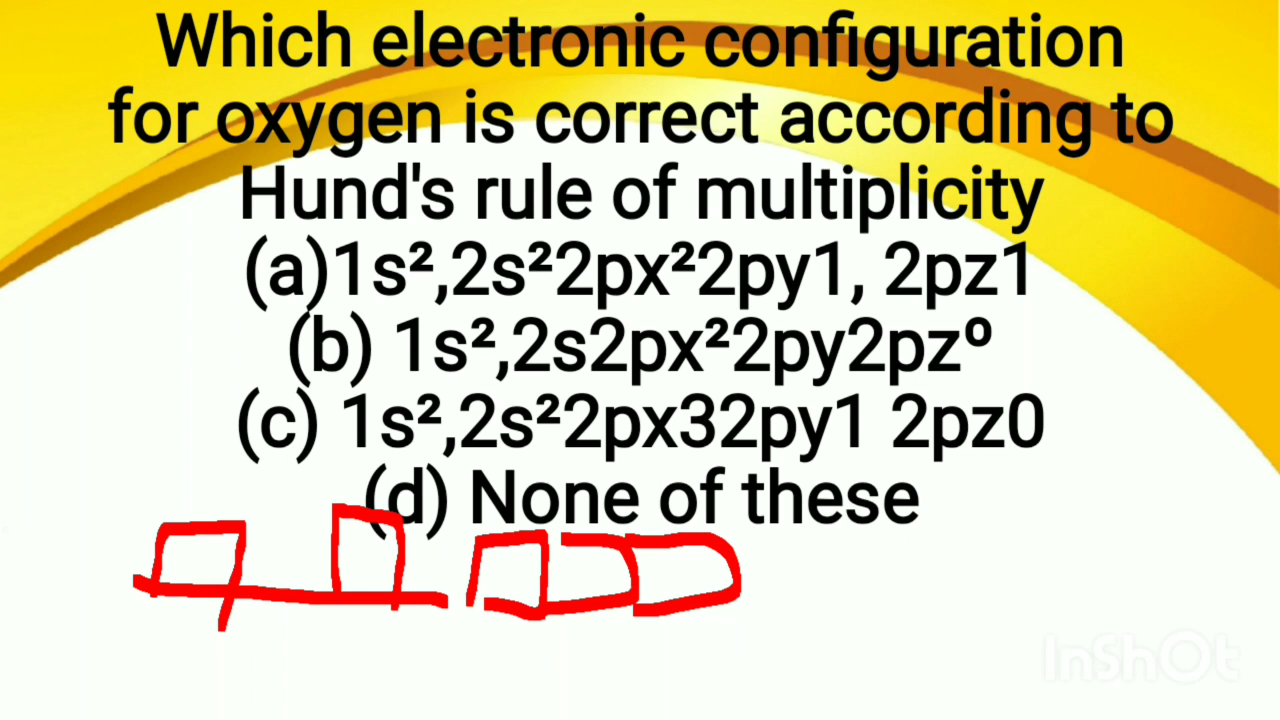 Which electronic configuration
for oxygen is correct according to
Hund's rule of multiplicity
(a)1s²,2s²2px²2py1, 2pz1
(b) 1s²,2s2px²2py2pzº
(c) 1s²,2s²2px32py1 2pz0
(d) None of these
InShOt